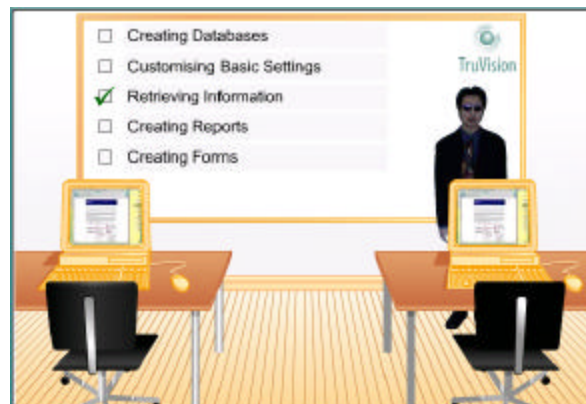 Creating Databases
TruVision
Customising Basic Settings
Retrieving Information
Creating Reports
Creating Forms